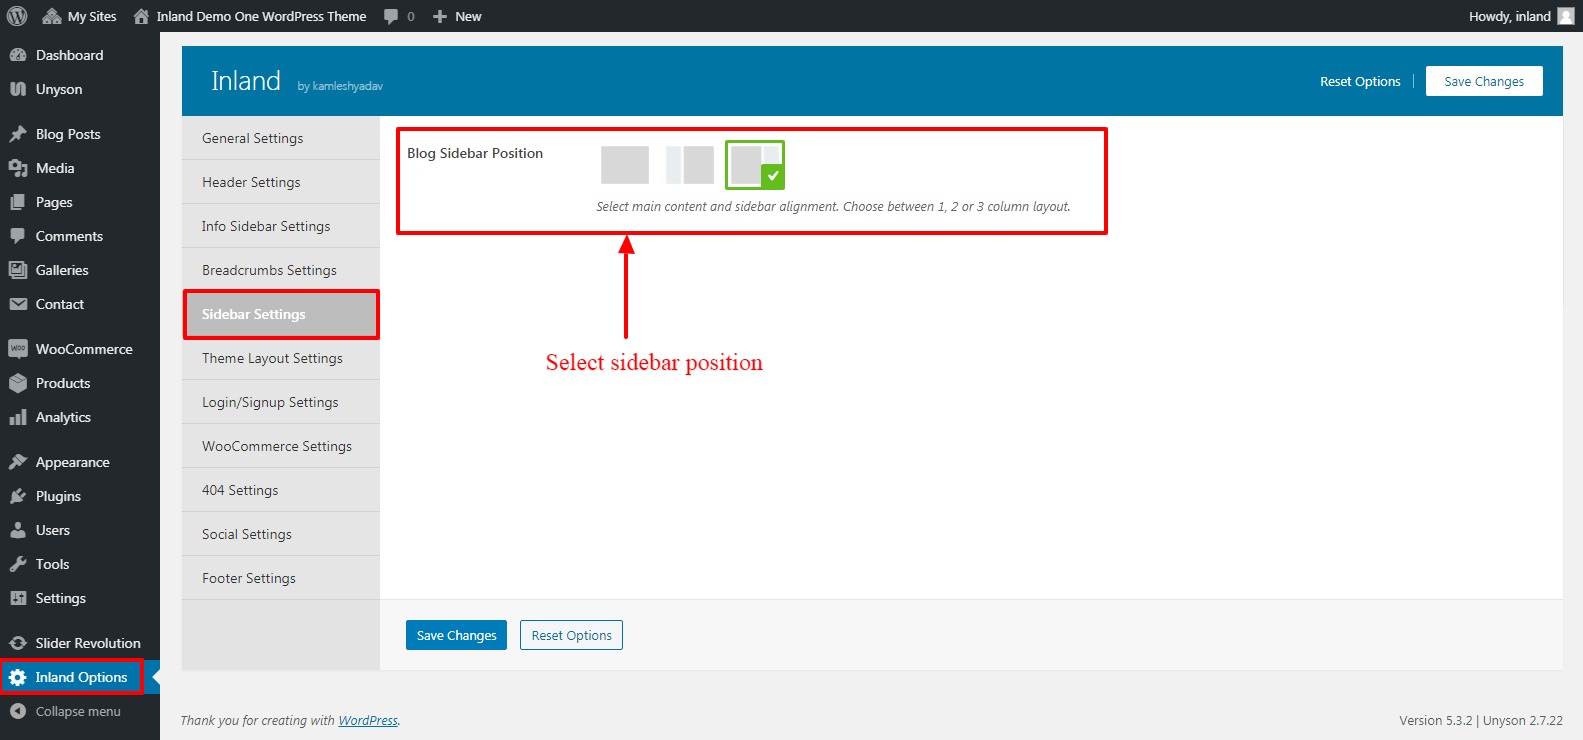 My Sites
Inland Demo One WordPress Theme
0
New
Howdy, inland
Dashboard
Unyson
Blog Posts
Media
Pages
Comments
Galleries
Contact
WooCommerce
Products
Analytics
Appearance
Plugins
Users
Tools
Settings
Slider Revolution
Inland Options
Collapse menu
Inland by kamleshyadav
Reset Options
Save Changes
General Settings
Header Settings
Info Sidebar Settings
Breadcrumbs Settings
Sidebar Settings
Theme Layout Settings
Login/Signup Settings
WooCommerce Settings
404 Settings
Social Settings
Footer Settings
Blog Sidebar Position
Select main content and sidebar alignment. Choose between 1, 2 or 3 column layout.
Select sidebar position
Save Changes
Reset Options
Thank you for creating with WordPress.
Version 5.3.2 | Unyson 2.7.22